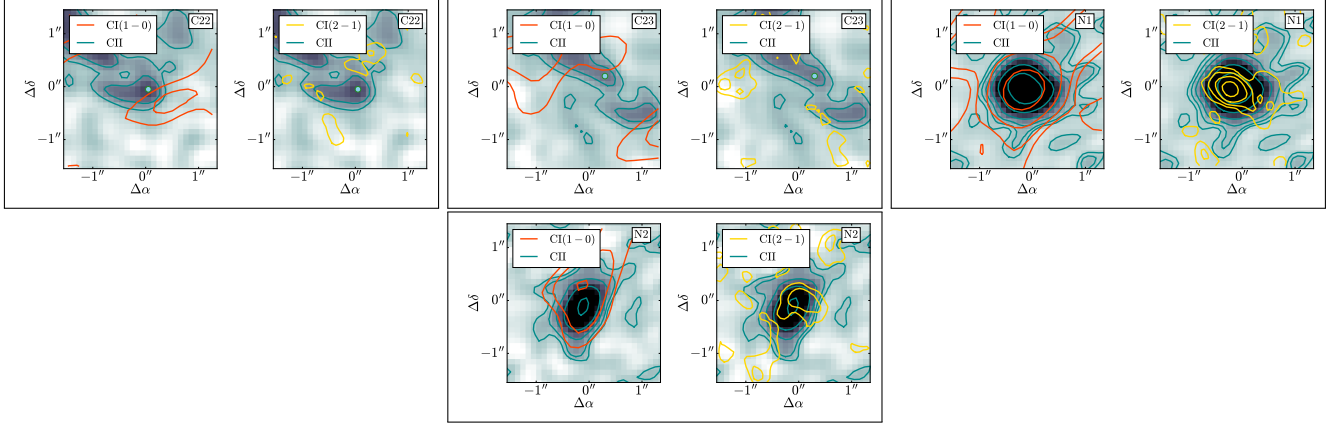 C22
CI(1 − 0)
CII
1″
0″
−1″
Δδ
−1″ 0″ 1″
Δα
C22
CI(2 − 1)
CII
1″
0″
−1″
Δδ
−1″ 0″ 1″
Δα
C23
CI(1 − 0)
CII
1″
0″
−1″
Δδ
−1″ 0″ 1″
Δα
C23
CI(2 − 1)
CII
1″
0″
−1″
Δδ
−1″ 0″ 1″
Δα
N1
CI(1 − 0)
CII
1″
0″
−1″
Δδ
−1″ 0″ 1″
Δα
N1
CI(2 − 1)
CII
1″
0″
−1″
Δδ
−1″ 0″ 1″
Δα
N2
CI(1 − 0)
CII
1″
0″
−1″
Δδ
−1″ 0″ 1″
Δα
N2
CI(2 − 1)
CII
1″
0″
−1″
Δδ
−1″ 0″ 1″
Δα